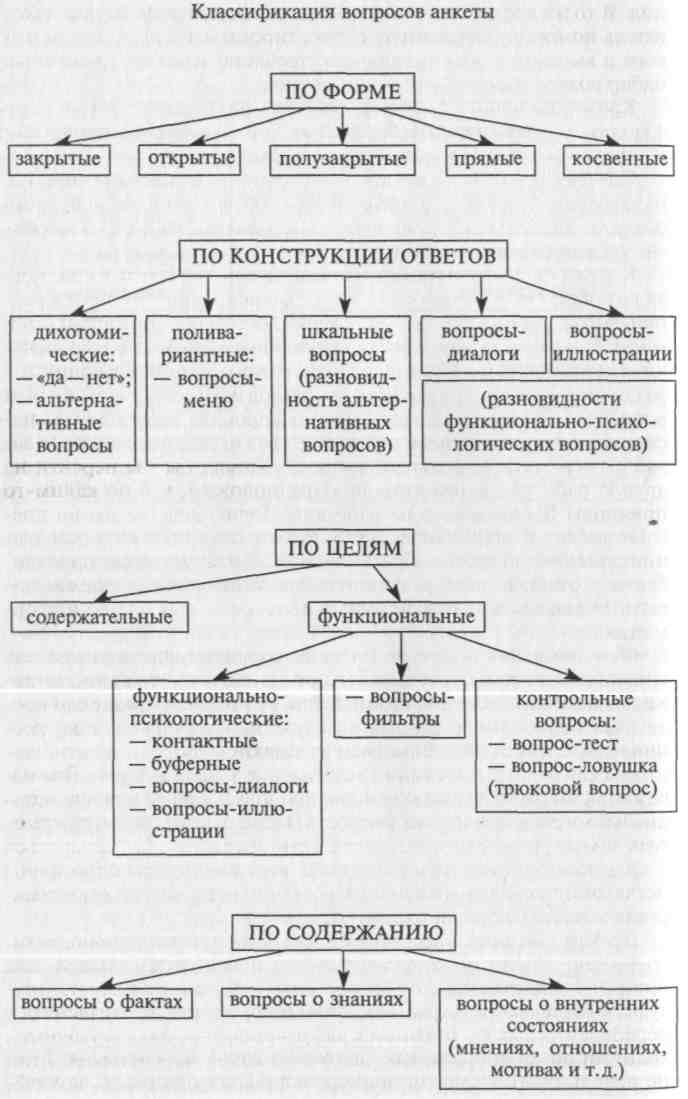 Классификация вопросов анкеты
ПО ФОРМЕ
закрытые
открытые
полузакрытые
прямые
косвенные
ПО КОНСТРУКЦИИ ОТВЕТОВ
дихотоми-
ческие:
— «да — нет»;
— альтерна-
тивные
вопросы
полива-
риантные:
— вопросы-
меню
шкальные
вопросы
(разновид-
ность альтер-
нативных
вопросов)
вопросы-
диалоги
вопросы-
иллюстрации
(разновидности
функционально-психо-
логических вопросов)
ПО ЦЕЛЯМ
содержательные
функциональные
функционально-
психологические:
— контактные
— буферные
— вопросы-диалоги
— вопросы-иллю-
страции
— вопросы-
фильтры
контрольные
вопросы:
— вопрос-тест
— вопрос-ловушка
(трюковой вопрос)
ПО СОДЕРЖАНИЮ
вопросы о фактах
вопросы о знаниях
вопросы о внутренних
состояниях
(мнениях, отношениях,
мотивах и т.д.)